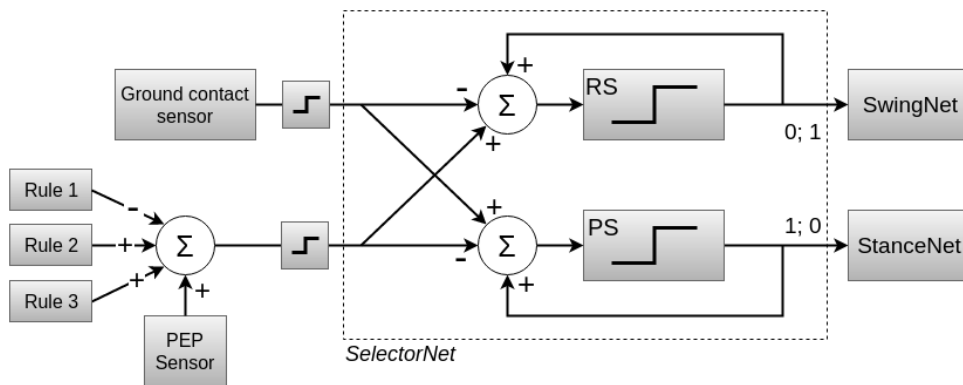 Ground contact
sensor
-
+
Σ
+
RS
0; 1
SwingNet
Rule 1
Rule 2
Rule 3
-
+
+
Σ
+
PEP
Sensor
+
-
Σ
+
PS
1; 0
StanceNet
SelectorNet